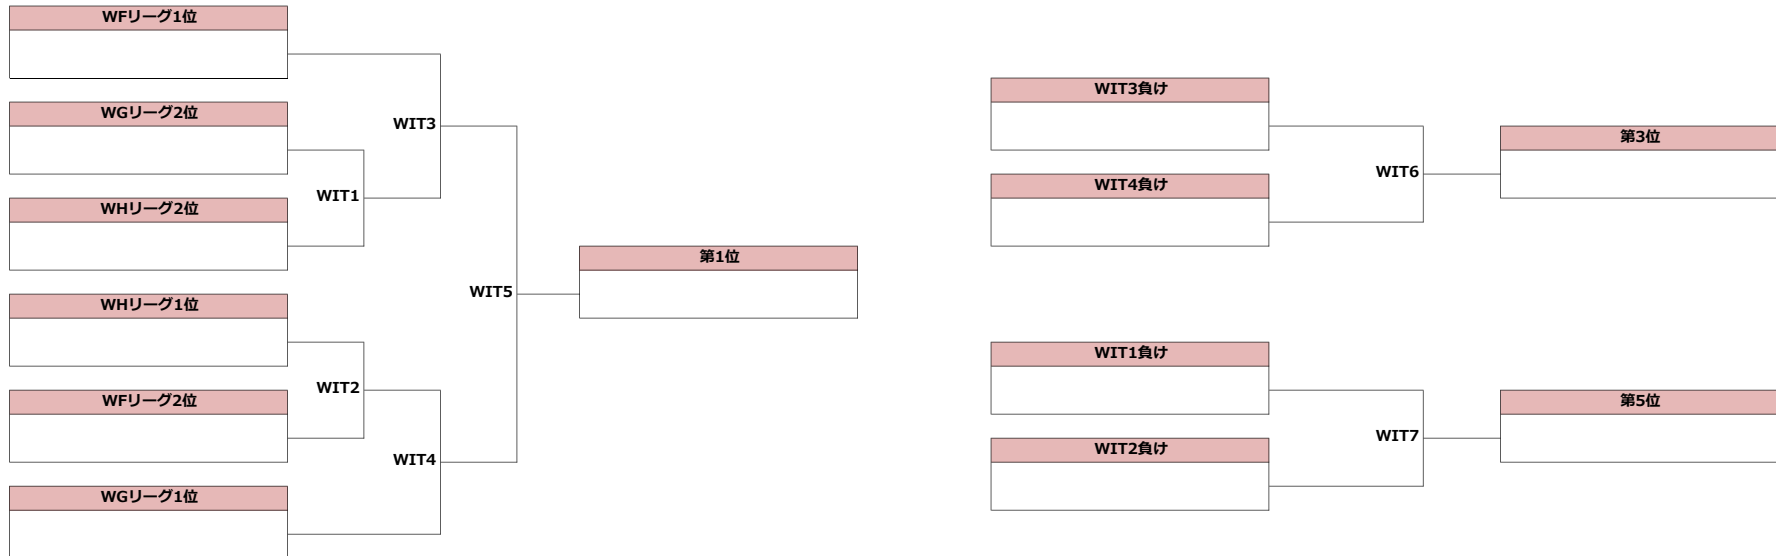 WFリーグ1位
WGリーグ2位
WIT3
WIT1
WHリーグ2位
WHリーグ1位
WIT2
WFリーグ2位
WIT4
WGリーグ1位
WIT5
第1位
WIT3負け
WIT4負け
WIT6
第3位
WIT1負け
WIT2負け
WIT7
第5位